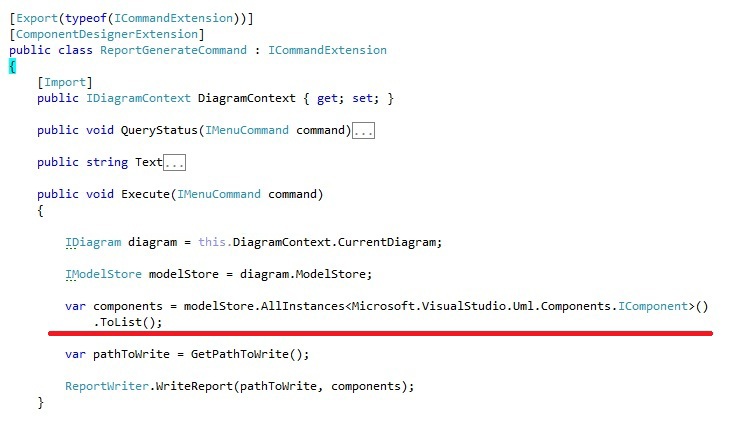 [Export(typeof(ICommandExtension))]
[ComponentDesignerExtension]
public class ReportGenerateCommand : ICommandExtension
{
[Import]
public IDiagramContext DiagramContext { get; set; }
public void QueryStatus(IMenuCommand command)...
public string Text...
public void Execute(IMenuCommand command)
{
IDiagram diagram = this.DiagramContext.CurrentDiagram;
IModelStore modelStore = diagram.ModelStore;
var components = modelStore.AllInstances<Microsoft.VisualStudio.Uml.Components.IComponent>()
.ToList();
var pathToWrite = GetPathToWrite();
ReportWriter.WriteReport(pathToWrite, components);
}